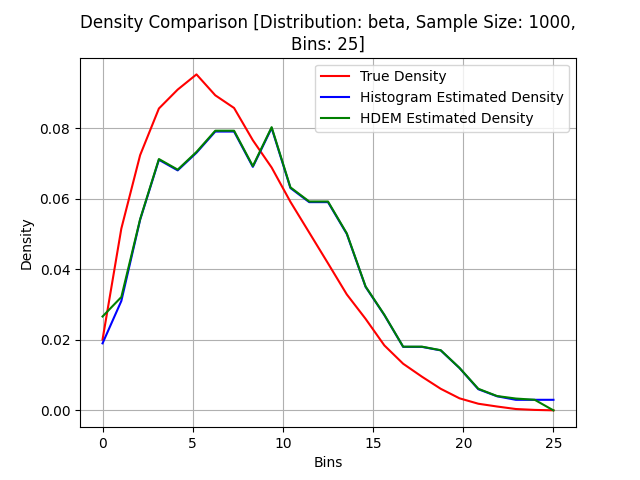 Density Comparison [Distribution: beta, Sample Size: 1000,
Bins: 25]
True Density
Histogram Estimated Density
HDEM Estimated Density
Density
0.08
0.06
0.04
0.02
0.00
0 5 10 15 20 25
Bins